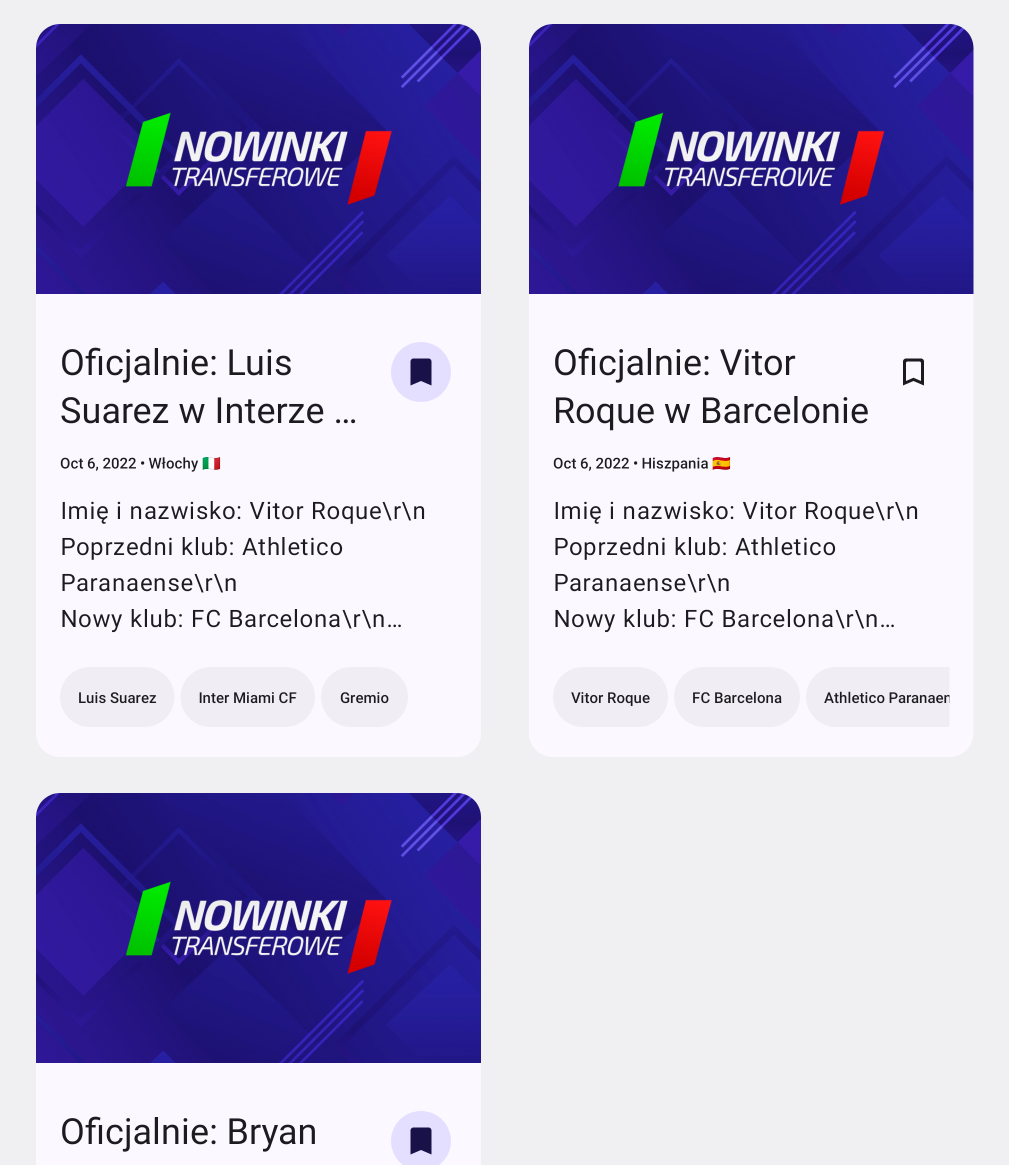 NOWINKI
TRANSFEROWE
Oficjalnie: Luis
Suarez w Interze ...
Oct 6, 2022 • Włochy 🇮🇹
Imię i nazwisko: Vitor Roque\r\n
Poprzedni klub: Athletico
Paranaense\r\n
Nowy klub: FC Barcelona\r\n...
Luis Suarez
Inter Miami CF
Gremio
NOWINKI
TRANSFEROWE
Oficjalnie: Vitor
Roque w Barcelonie
Oct 6, 2022 • Hiszpania 🇪🇸
Imię i nazwisko: Vitor Roque\r\n
Poprzedni klub: Athletico
Paranaense\r\n
Nowy klub: FC Barcelona\r\n...
Vitor Roque
FC Barcelona
Athletico Paranaen
NOWINKI
TRANSFEROWE
Oficjalnie: Bryan